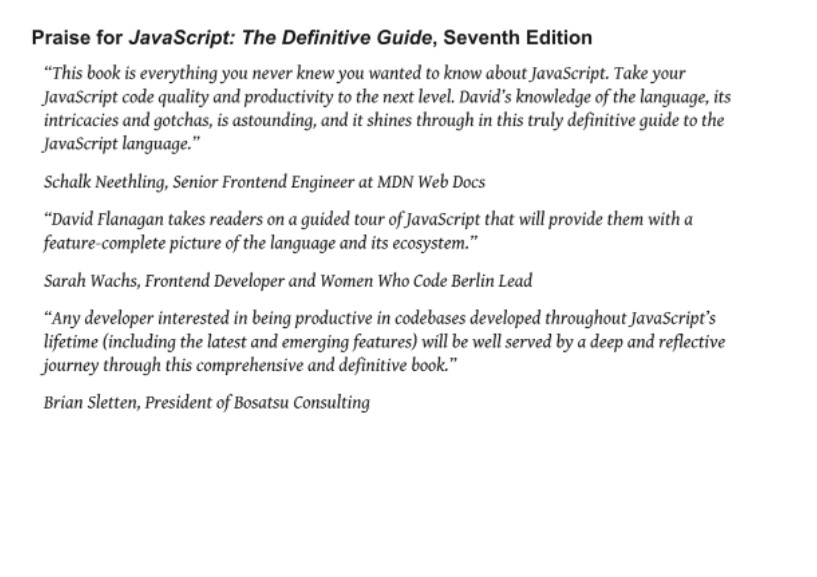 Praise for JavaScript: The Definitive Guide, Seventh Edition
“This book is everything you never knew you wanted to know about JavaScript. Take your
JavaScript code quality and productivity to the next level. David’s knowledge of the language, its
intricacies and gotchas, is astounding, and it shines through in this truly definitive guide to the
JavaScript language.”
Schalk Neethling, Senior Frontend Engineer at MDN Web Docs
“David Flanagan takes readers on a guided tour of JavaScript that will provide them with a
feature-complete picture of the language and its ecosystem.”
Sarah Wachs, Frontend Developer and Women Who Code Berlin Lead
“Any developer interested in being productive in codebases developed throughout JavaScript’s
lifetime (including the latest and emerging features) will be well served by a deep and reflective
journey through this comprehensive and definitive book.”
Brian Sletten, President of Bosatsu Consulting